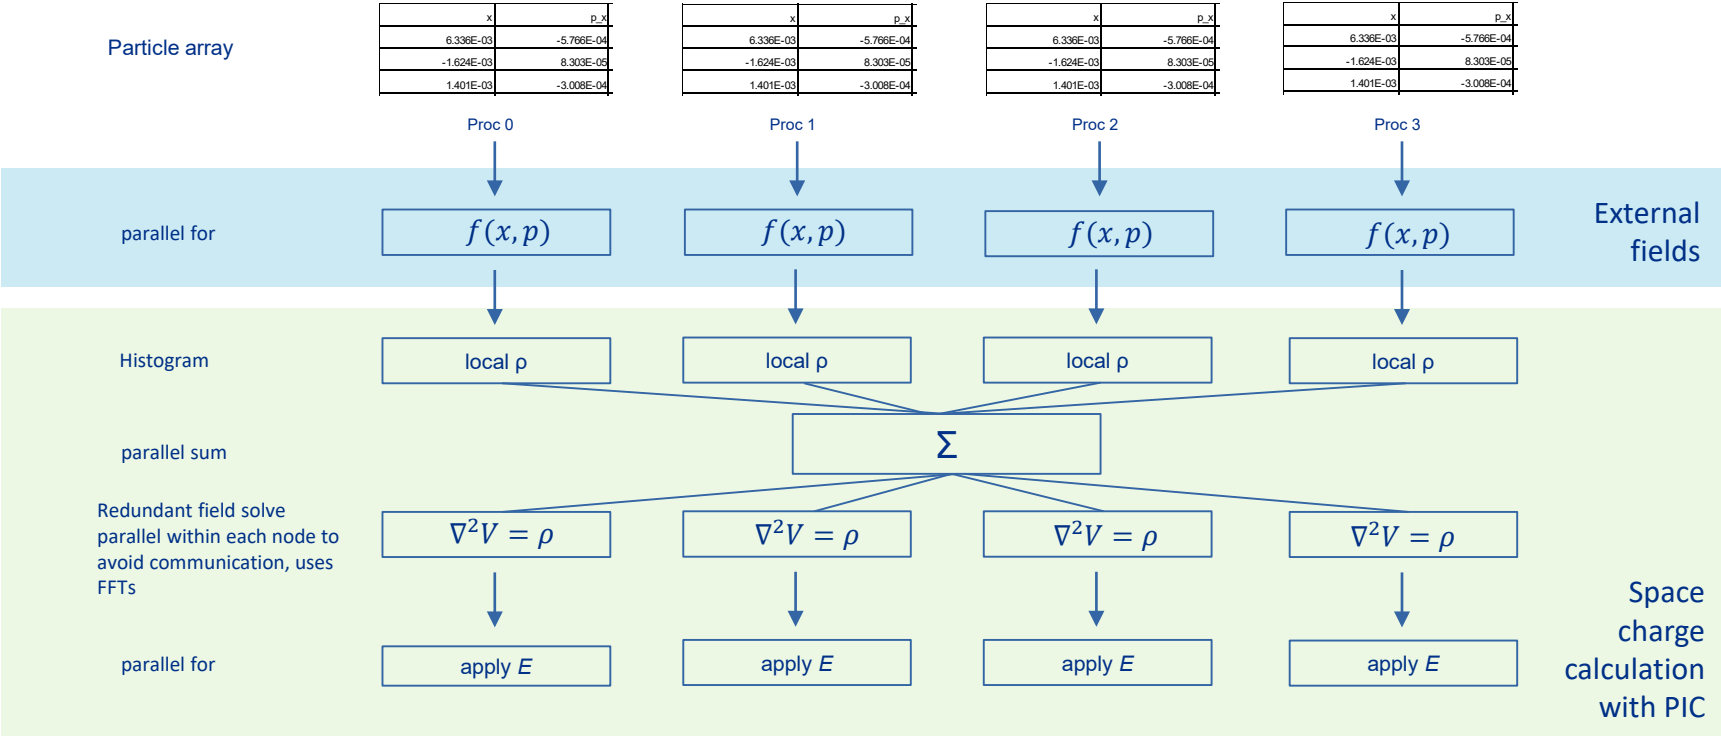 Particle array
x p_x
6.336E-03 -5.766E-04
-1.624E-03 8.303E-05
1.401E-03 -3.008E-04
x p_x
6.336E-03 -5.766E-04
-1.624E-03 8.303E-05
1.401E-03 -3.008E-04
x p_x
6.336E-03 -5.766E-04
-1.624E-03 8.303E-05
1.401E-03 -3.008E-04
x p_x
6.336E-03 -5.766E-04
-1.624E-03 8.303E-05
1.401E-03 -3.008E-04
Proc 0 Proc 1 Proc 2 Proc 3
parallel for
f(x, p) f(x, p) f(x, p) f(x, p)
External
fields
Histogram
local ρ local ρ local ρ local ρ
parallel sum
Σ
Redundant field solve
parallel within each node to
avoid communication, uses
FFTs
∇²V = ρ ∇²V = ρ ∇²V = ρ ∇²V = ρ
parallel for
apply E apply E apply E apply E
Space
charge
calculation
with PIC